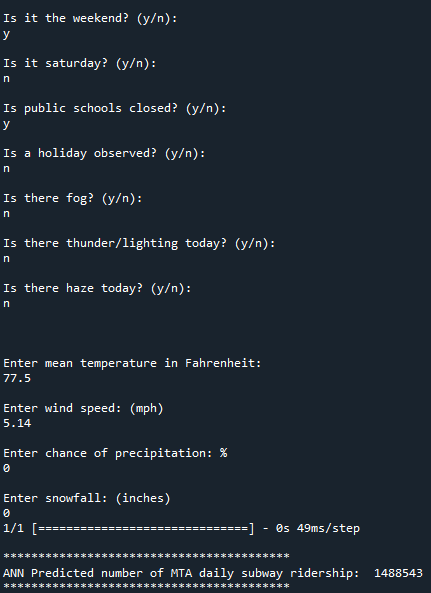 Is it the weekend? (y/n):
y
Is it saturday? (y/n):
n
Is public schools closed? (y/n):
y
Is a holiday observed? (y/n):
n
Is there fog? (y/n):
n
Is there thunder/lighting today? (y/n):
n
Is there haze today? (y/n):
n
Enter mean temperature in Fahrenheit:
77.5
Enter wind speed: (mph)
5.14
Enter chance of precipitation: %
0
Enter snowfall: (inches)
0
1/1 [==============================] - 0s 49ms/step
*****************************************
ANN Predicted number of MTA daily subway ridership:  1488543
*****************************************